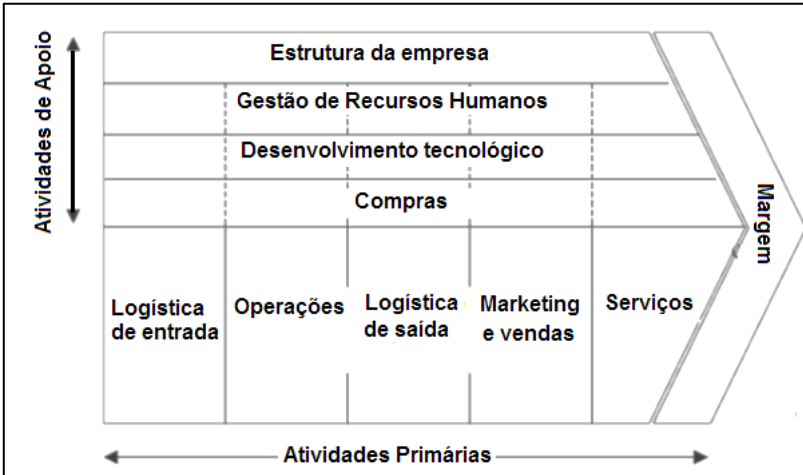 Atividades de Apoio
Estrutura da empresa
Gestão de Recursos Humanos
Desenvolvimento tecnológico
Compras
Logística
de entrada
Operações
Logística
de saída
Marketing
e vendas
Serviços
Margem
Atividades Primárias